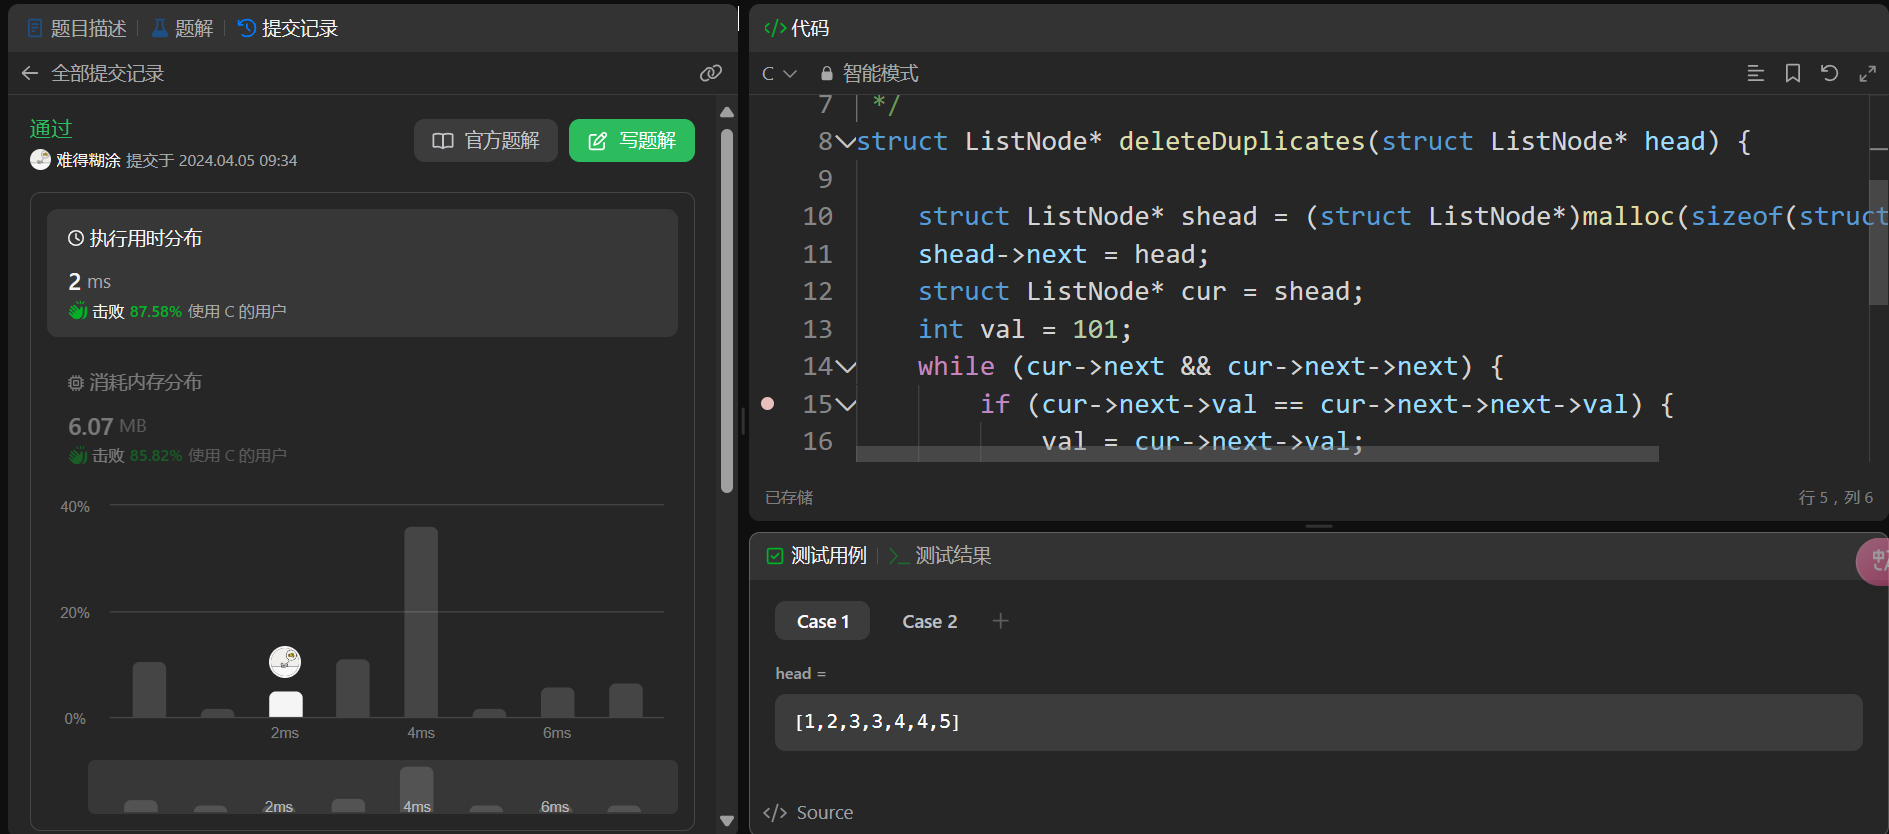 题目描述 题解 提交记录
全部提交记录
通过
难得糊涂 提交于 2024.04.05 09:34
官方题解
写题解
执行用时分布
2 ms
击败 87.58% 使用 C 的用户
消耗内存分布
6.07 MB
击败 85.82% 使用 C 的用户
40%
20%
0%
2ms 4ms 6ms
2ms 4ms 6ms
</> 代码
C 智能模式
7 */
8 struct ListNode* deleteDuplicates(struct ListNode* head) {
9
10 struct ListNode* shead = (struct ListNode*)malloc(sizeof(struct
11 shead->next = head;
12 struct ListNode* cur = shead;
13 int val = 101;
14 while (cur->next && cur->next->next) {
15 if (cur->next->val == cur->next->next->val) {
16 val = cur->next->val;
已存储
行 5，列 6
测试用例 >_ 测试结果
Case 1 Case 2 +
head =
[1,2,3,3,4,4,5]
</> Source